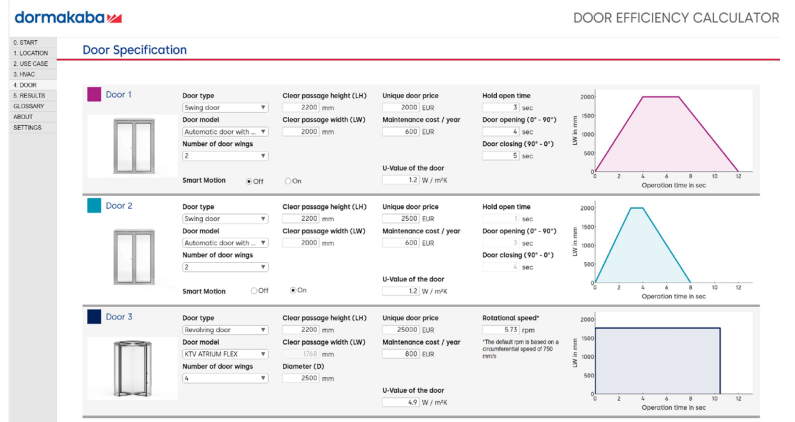 dormakaba
DOOR EFFICIENCY CALCULATOR
0. START
1. LOCATION
2. USE CASE
3. HVAC
4. DOOR
5. RESULTS
GLOSSARY
ABOUT
SETTINGS
Door Specification
Door 1
Door type
Swing door
Door model
Automatic door with ...
Number of door wings
2
Smart Motion Off On
Clear passage height (LH)
2200 mm
Clear passage width (LW)
2000 mm
Unique door price
2000 EUR
Maintenance cost / year
600 EUR
U-Value of the door
1.2 W / m²K
Hold open time
3 sec
Door opening (0° - 90°)
4 sec
Door closing (90° - 0°)
5 sec
LW in mm
2000
1500
1000
500
0
0 2 4 6 8 10 12
Operation time in sec
Door 2
Door type
Swing door
Door model
Automatic door with ...
Number of door wings
2
Smart Motion Off On
Clear passage height (LH)
2200 mm
Clear passage width (LW)
2000 mm
Unique door price
2500 EUR
Maintenance cost / year
600 EUR
U-Value of the door
1.2 W / m²K
Hold open time
1 sec
Door opening (0° - 90°)
3 sec
Door closing (90° - 0°)
4 sec
LW in mm
2000
1500
1000
500
0
0 2 4 6 8 10 12
Operation time in sec
Door 3
Door type
Revolving door
Door model
KTV ATRIUM FLEX
Number of door wings
4
Clear passage height (LH)
2200 mm
Clear passage width (LW)
1768 mm
Diameter (D)
2500 mm
Unique door price
25000 EUR
Maintenance cost / year
800 EUR
U-Value of the door
4.9 W / m²K
Rotational speed*
5.73 rpm
*The default rpm is based on a
circumferential speed of 750
mm/s
LW in mm
2000
1500
1000
500
0
0 2 4 6 8 10 12
Operation time in sec